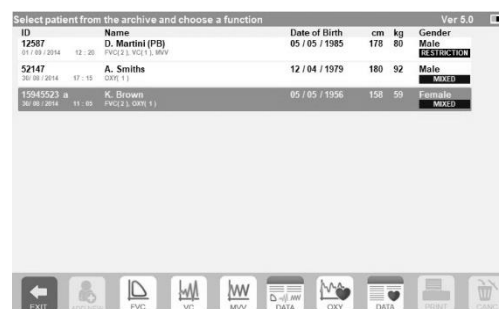 Select patient from the archive and choose a function Ver 5.0
ID Name Date of Birth cm kg Gender
12587 D. Martini (PB) 05 / 05 / 1985 178 80 Male
01 / 09 / 2014 12 : 20 FVC( 2 ), VC( 1 ), MVV RESTRICTION
52147 A. Smiths 12 / 04 / 1979 180 92 Male
30/ 08 / 2014 17 : 15 OXY( 1 ) MIXED
15945523 a K. Brown 05 / 05 / 1956 158 59 Female
30/ 08 / 2014 11 : 05 FVC( 2 ), OXY( 1 ) MIXED
EXIT FVC VC MVV DATA OXY DATA PRINT CANC